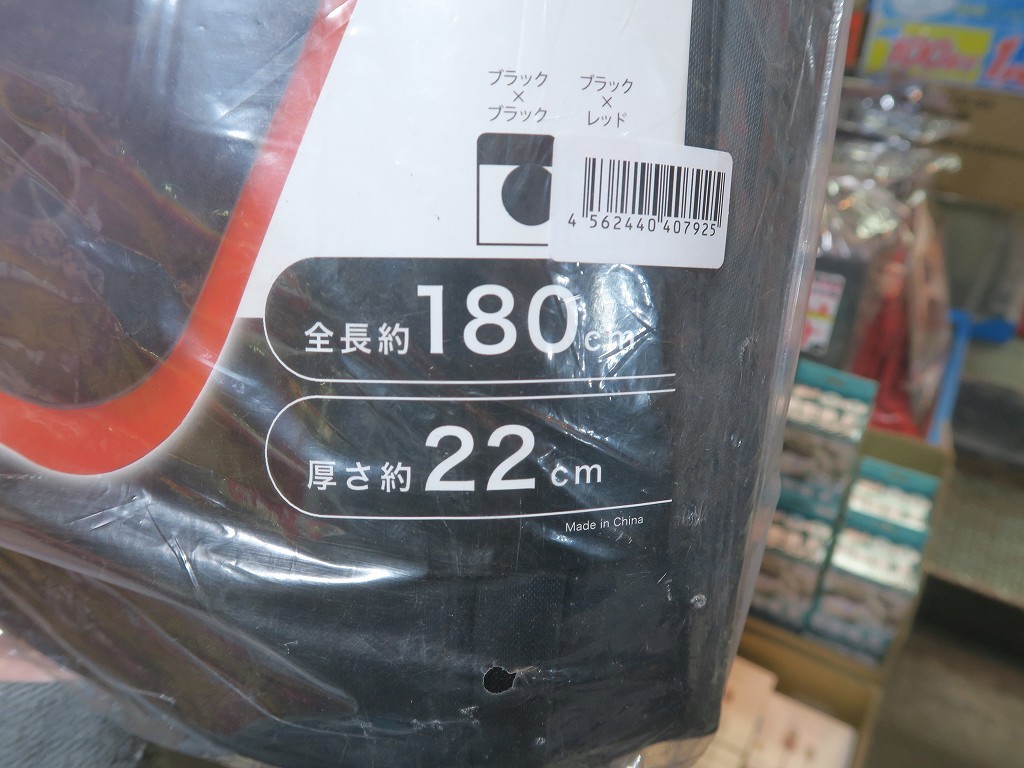 ブラック
×
ブラック
ブラック
×
レッド
4 562440 407925
全長約180cm
厚さ約22cm
Made in China